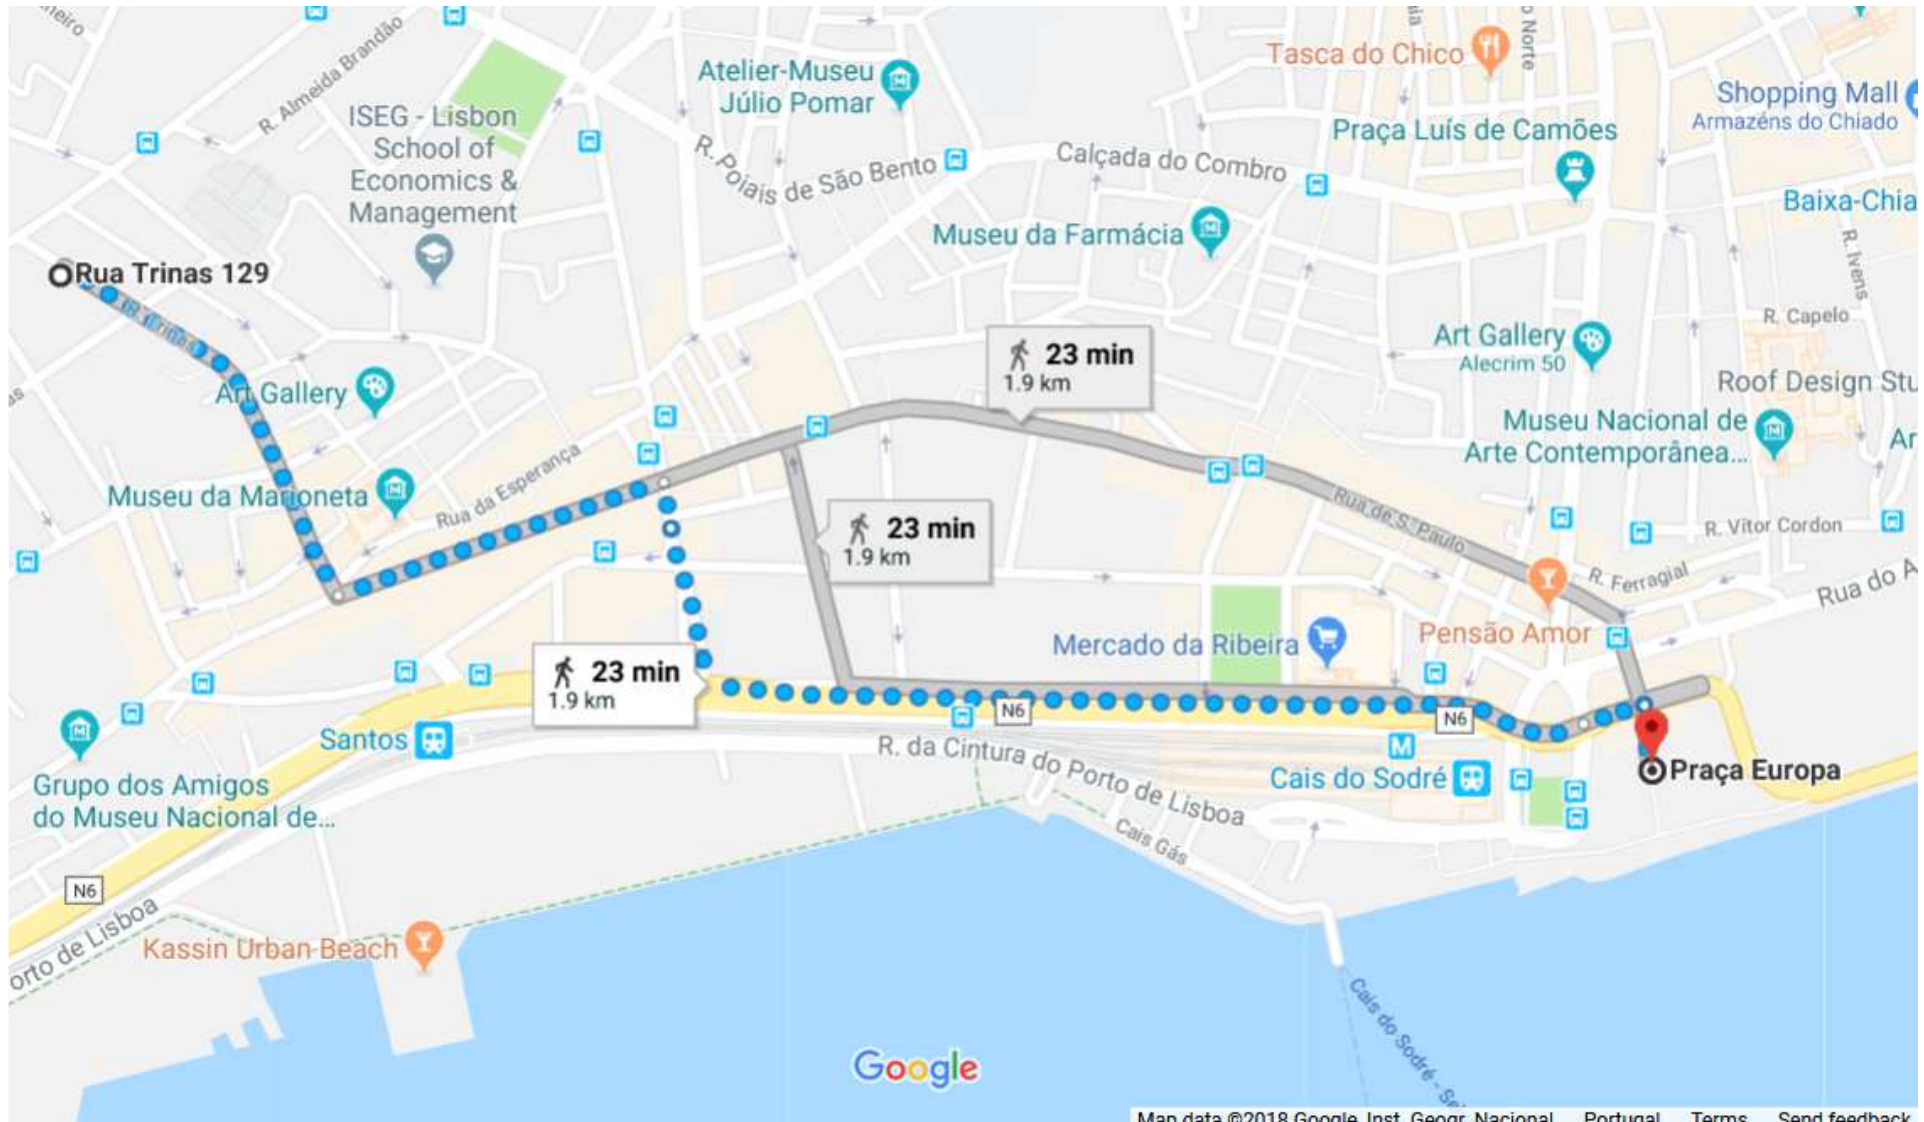 R. Almeida Brandão
ISEG - Lisbon
School of
Economics &
Management
Atelier-Museu
Júlio Pomar
R. Poiais de São Bento
Calçada do Combro
Tasca do Chico
Norte
Shopping Mall
Armazéns do Chiado
Praça Luís de Camões
Baixa-Chia
Museu da Farmácia
R. Ivens
Rua Trinas 129
R. Capelo
23 min
1.9 km
Art Gallery
Alecrim 50
Roof Design Stu
Art Gallery
Museu Nacional de
Arte Contemporânea...
Ar
Museu da Marioneta
Rua da Esperança
Rua de S. Paulo
R. Vitor Cordon
23 min
1.9 km
R. Ferragial
Rua do A
Pensão Amor
Mercado da Ribeira
23 min
1.9 km
N6
N6
Santos
R. da Cintura do Porto de Lisboa
M
Cais do Sodré
Praça Europa
Grupo dos Amigos
do Museu Nacional de...
Cais Gás
N6
orto de Lisboa
Kassin Urban Beach
Cais do Sodré - Sei
Google
Map data ©2018 Google, Inst. Geogr. Nacional Portugal Terms Send feedback